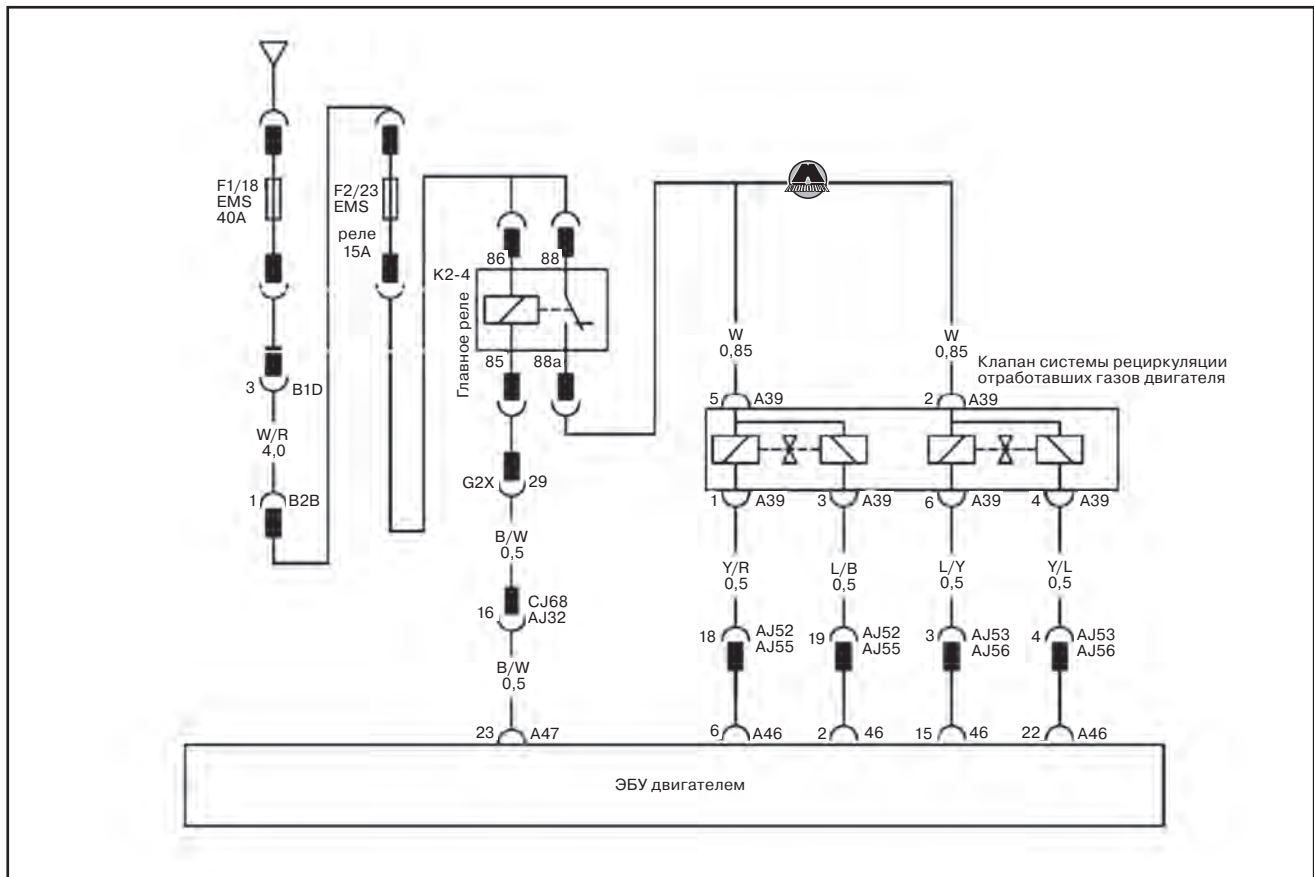 F1/18
EMS
40A
F2/23
EMS
реле
15A
86
88
K2-4
Главное реле
85
88a
3
B1D
W/R
4,0
1
B2B
G2X
29
B/W
0,5
16
CJ68
AJ32
B/W
0,5
W
0,85
W
0,85
Клапан системы рециркуляции
отработавших газов двигателя
5
A39
2
A39
1
A39
3
A39
6
A39
4
A39
Y/R
0,5
L/B
0,5
L/Y
0,5
Y/L
0,5
18
AJ52
AJ55
19
AJ52
AJ55
3
AJ53
AJ56
4
AJ53
AJ56
23
A47
6
A46
2
46
15
46
22
A46
ЭБУ двигателем